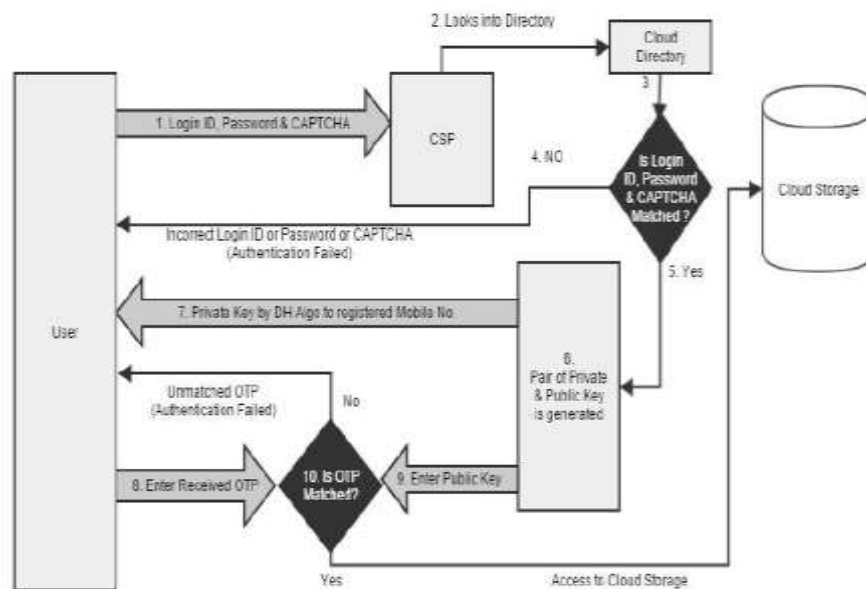 2. Looks into Directory
Cloud
Directory
3
1. Login ID, Password & CAPTCHA
CSP
4. NO
Is Login
ID, Password
& CAPTCHA
Matched ?
Cloud Storage
Incorrect Login ID or Password or CAPTCHA
(Authentication Failed)
5. Yes
7. Private Key by DH Algo to registered Mobile No
User
6.
Pair of Private
& Public Key
is generated
Unmatched OTP
(Authentication Failed)
No
8. Enter Received OTP
10. Is OTP
Matched?
9. Enter Public Key
Yes
Access to Cloud Storage